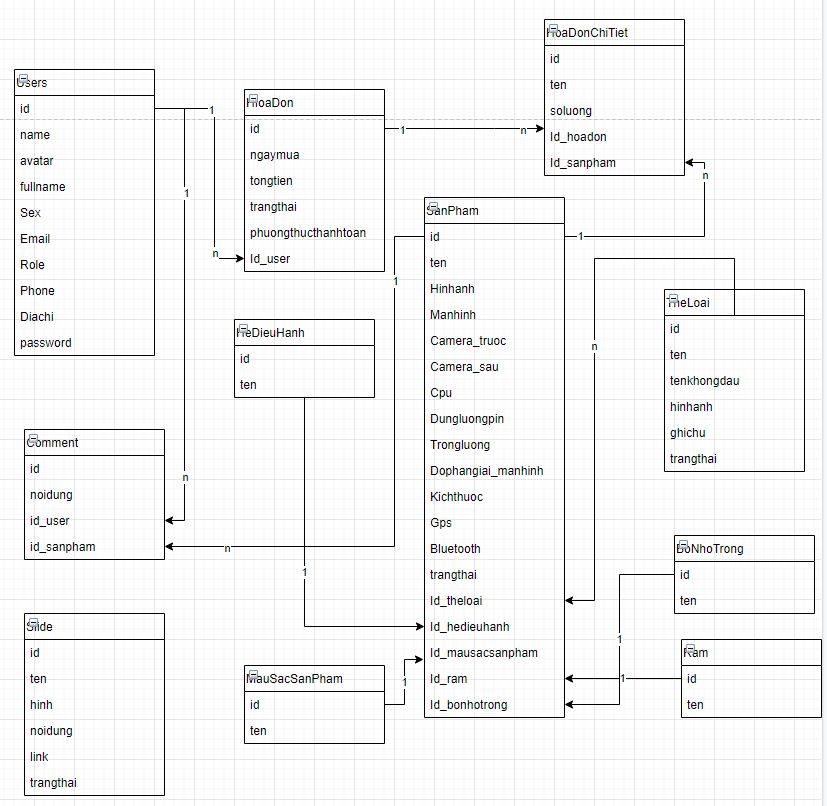 Users
id
name
avatar
fullname
Sex
Email
Role
Phone
Diachi
password
HoaDon
id
ngaymua
tongtien
trangthai
phuongthucthanhtoan
Id_user
HoaDonChiTiet
id
ten
soluong
Id_hoadon
Id_sanpham
SanPham
id
ten
Hinhanh
Manhinh
Camera_truoc
Camera_sau
Cpu
Dungluongpin
Trongluong
Dophangiai_manhinh
Kichthuoc
Gps
Bluetooth
trangthai
Id_theloai
Id_hedieuhanh
Id_mausacsanpham
Id_ram
Id_bonhotrong
TheLoai
id
ten
tenkhongdau
hinhanh
ghichu
trangthai
HeDieuHanh
id
ten
Comment
id
noidung
id_user
id_sanpham
BoNhoTrong
id
ten
Ram
id
ten
MauSacSanPham
id
ten
Slide
id
ten
hinh
noidung
link
trangthai
1
n
1
n
1
n
1
n
1
n
n
1
1
1
1